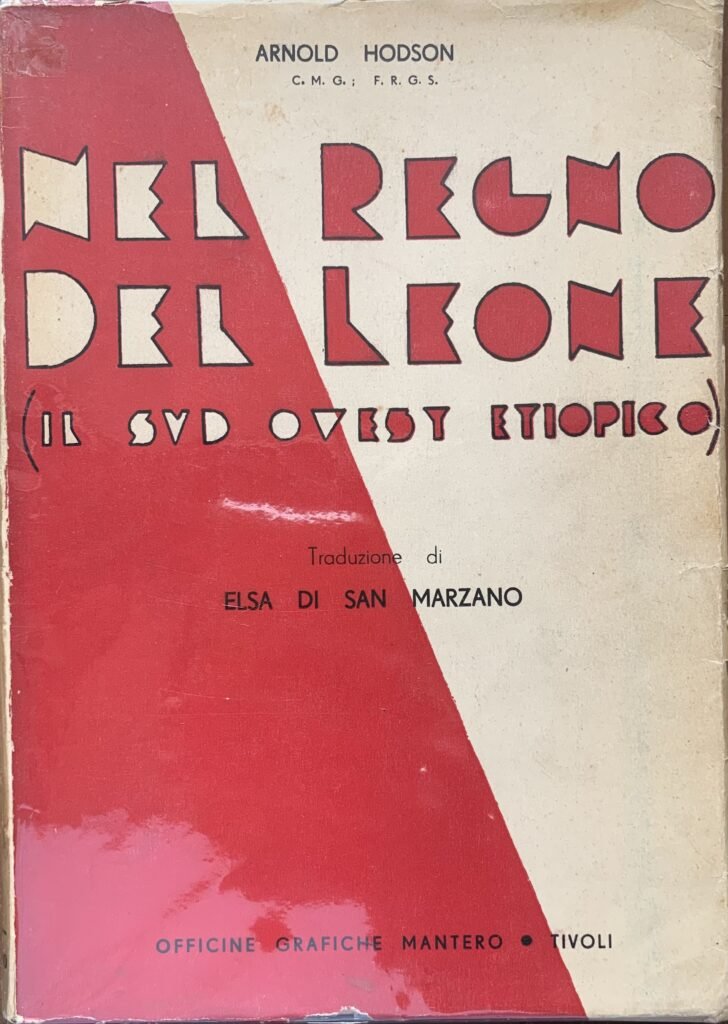 ARNOLD HODSON
C. M. G.; F. R. G. S.
NEL REGNO
DEL LEONE
(IL SVD OVEST ETIOPICO)
Traduzione di
ELSA DI SAN MARZANO
OFFICINE GRAFICHE MANTERO • TIVOLI